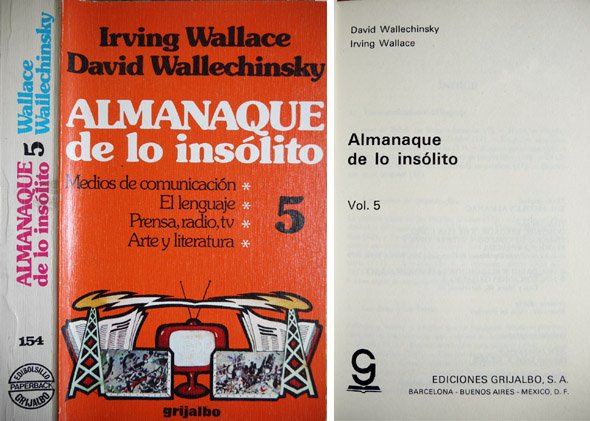 ALMANAQUE
de lo insólito
5
Wallace
Wallechinsky
154
EDIBOLSILLO
PAPERBACK
GRIJALBO
Irving Wallace
David Wallechinsky
ALMANAQUE
de lo insólito
Medios de comunicación *
El lenguaje *
Prensa, radio, tv *
Arte y literatura *
5
grijalbo
David Wallechinsky
Irving Wallace
Almanaque
de lo insólito
Vol. 5
g
EDICIONES GRIJALBO, S. A.
BARCELONA - BUENOS AIRES - MEXICO, D. F.